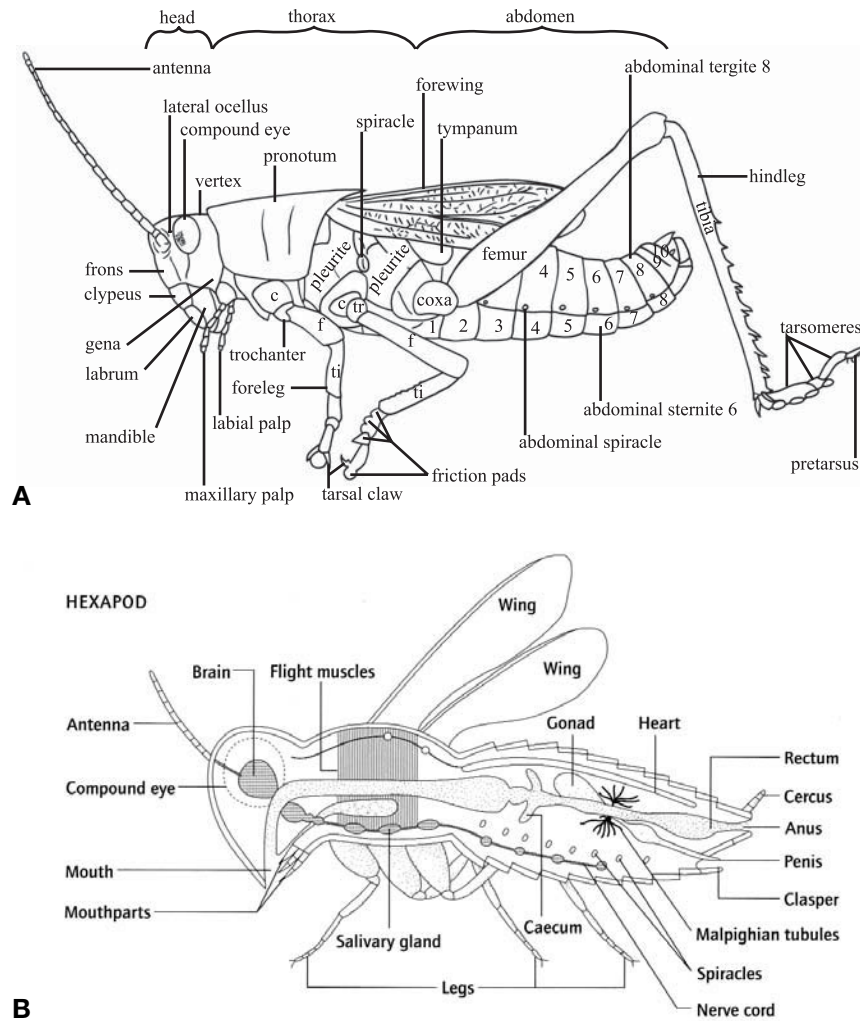 head
thorax
abdomen
antenna
forewing
abdominal tergite 8
lateral ocellus
compound eye
spiracle
tympanum
pronotum
vertex
hindleg
tibia
pleurite
pleurite
femur
4
5
6
7
8
9
10
frons
clypeus
c
c
tr
coxa
f
f
1
2
3
4
5
6
7
8
gena
labrum
trochanter
foreleg
ti
ti
tarsomeres
mandible
labial palp
abdominal sternite 6
abdominal spiracle
friction pads
pretarsus
maxillary palp
tarsal claw
A
HEXAPOD
Wing
Wing
Brain
Flight muscles
Antenna
Gonad
Heart
Rectum
Compound eye
Cercus
Anus
Penis
Mouth
Clasper
Mouthparts
Salivary gland
Caecum
Malpighian tubules
Spiracles
Legs
Nerve cord
B